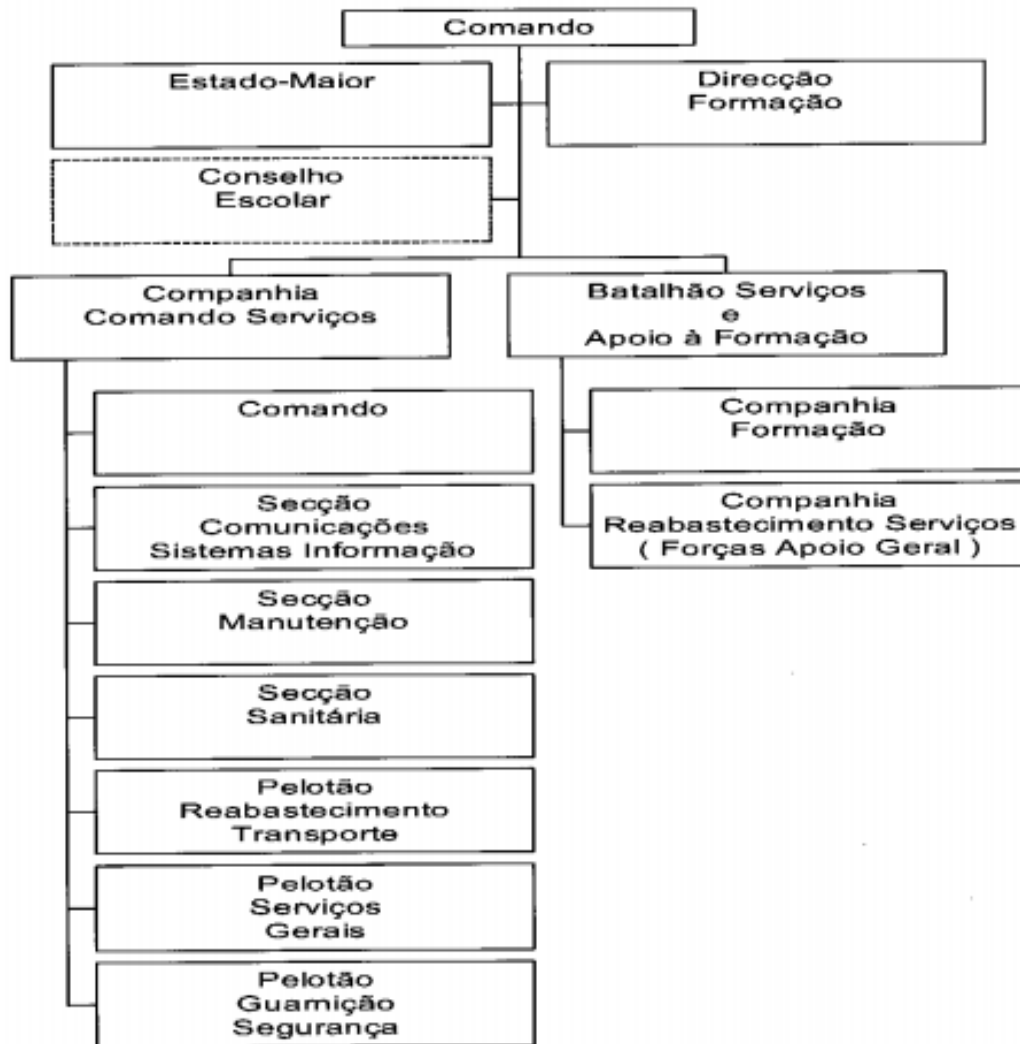 Comando
Estado-Maior
Direcção
Formação
Conselho
Escolar
Companhia
Comando Serviços
Batalhão Serviços
e
Apoio à Formação
Comando
Secção
Comunicações
Sistemas Informação
Secção
Manutenção
Secção
Sanitária
Pelotão
Reabastecimento
Transporte
Pelotão
Serviços
Gerais
Pelotão
Guarnição
Segurança
Companhia
Formação
Companhia
Reabastecimento Serviços
( Forças Apoio Geral )